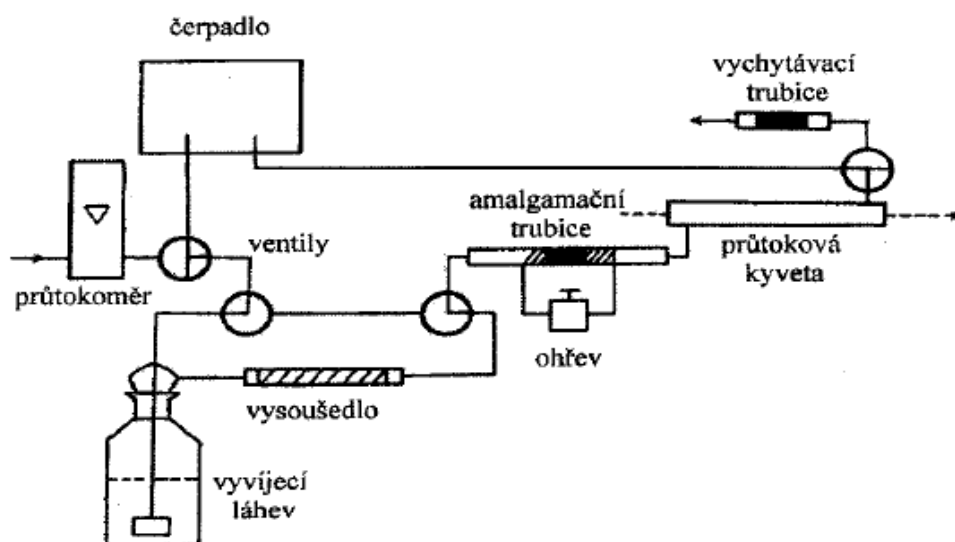 čerpadlo
vychytávací
trubice
amalgamační
trubice
ventily
průtokoměr
průtoková
kyveta
ohřev
vysoušedlo
vyvíjecí
láhev